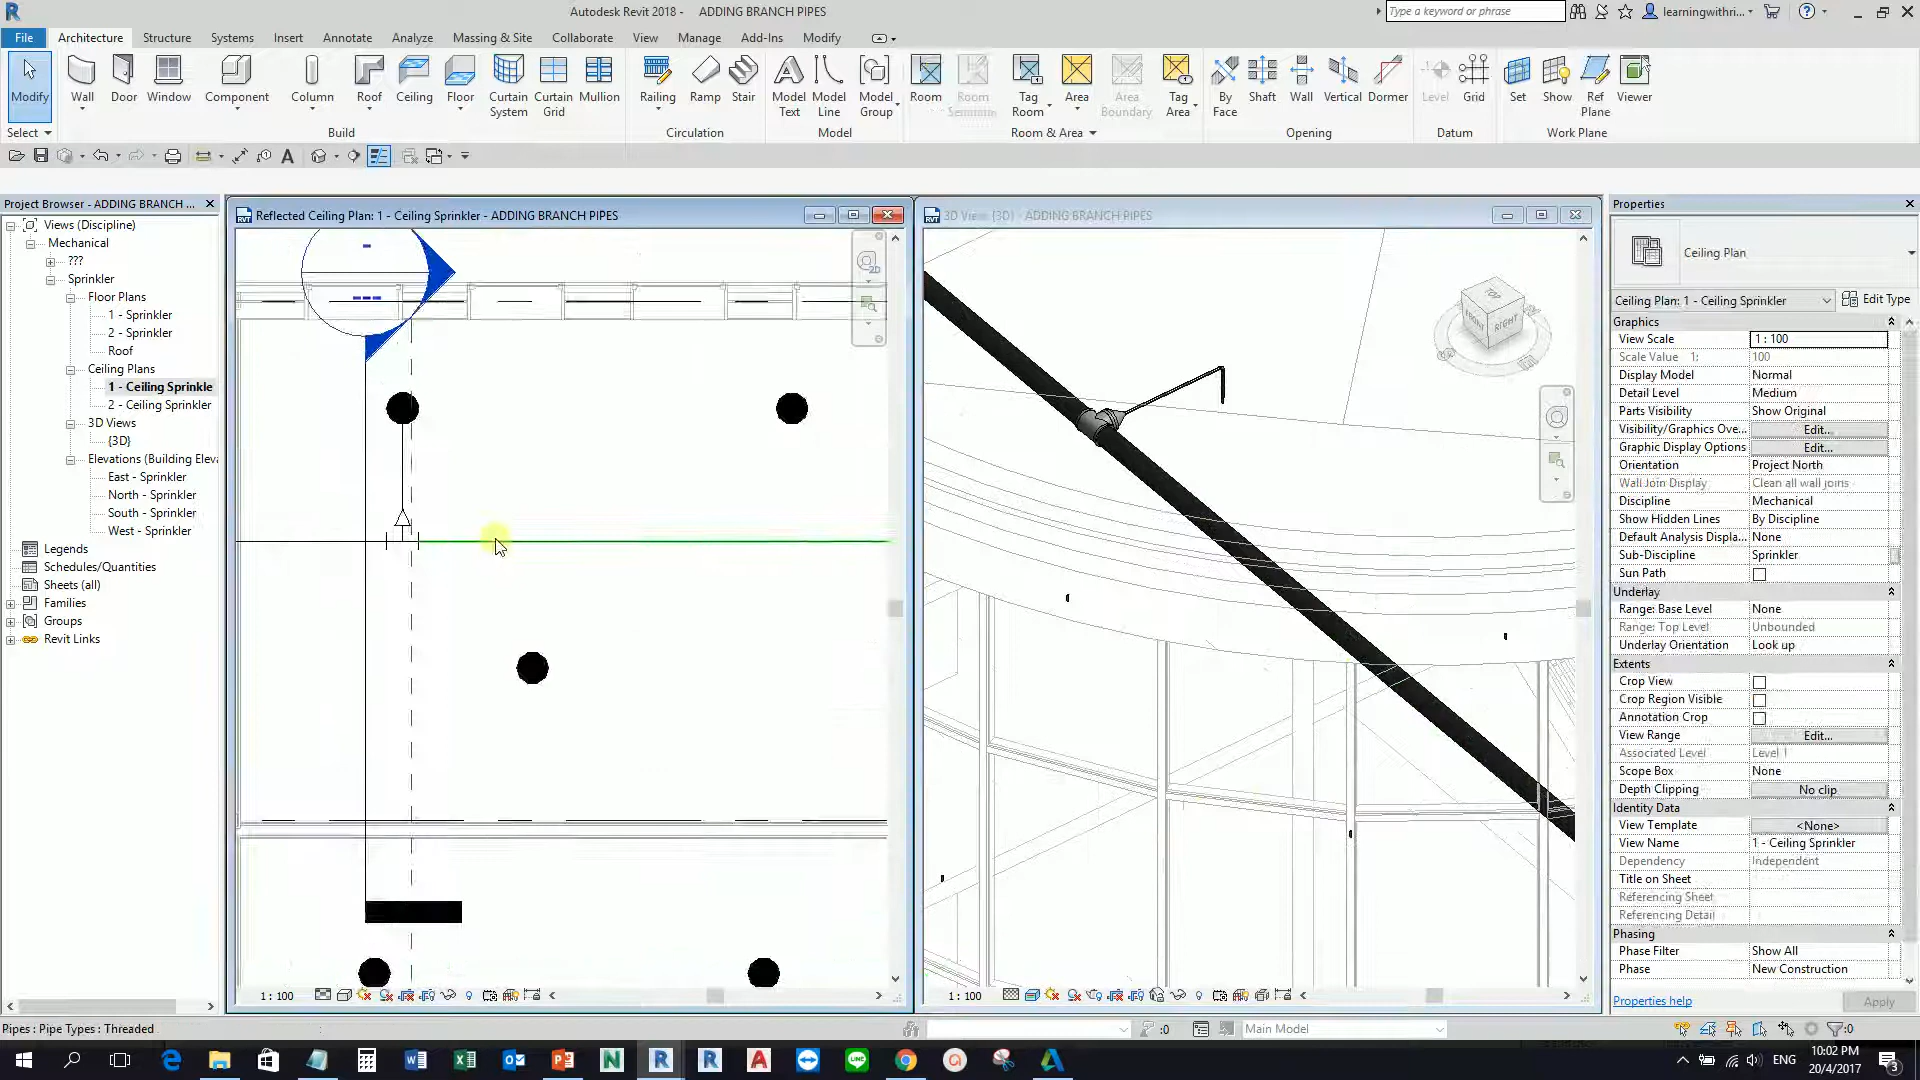 Autodesk Revit 2018 - ADDING BRANCH PIPES
Type a keyword or phrase
learningwithri...
File Architecture Structure Systems Insert Annotate Analyze Massing & Site Collaborate View Manage Add-Ins Modify
Modify Wall Door Window Component Column Roof Ceiling Floor Curtain System Curtain Grid Mullion Railing Ramp Stair Model Text Model Line Model Group Room Room Separator Tag Room Area Area Boundary Tag Area By Face Shaft Wall Vertical Dormer Level Grid Set Show Ref Plane Viewer
Select Build Circulation Model Room & Area Opening Datum Work Plane
Project Browser - ADDING BRANCH ...
Views (Discipline)
Mechanical
???
Sprinkler
Floor Plans
1 - Sprinkler
2 - Sprinkler
Roof
Ceiling Plans
1 - Ceiling Sprinkle
2 - Ceiling Sprinkler
3D Views
{3D}
Elevations (Building Eleva
East - Sprinkler
North - Sprinkler
South - Sprinkler
West - Sprinkler
Legends
Schedules/Quantities
Sheets (all)
Families
Groups
Revit Links
Reflected Ceiling Plan: 1 - Ceiling Sprinkler - ADDING BRANCH PIPES
1 : 100
3D View: {3D} - ADDING BRANCH PIPES
TOP
FRONT
RIGHT
1 : 100
Properties
Ceiling Plan
Ceiling Plan: 1 - Ceiling Sprinkler Edit Type
Graphics
View Scale 1 : 100
Scale Value 1: 100
Display Model Normal
Detail Level Medium
Parts Visibility Show Original
Visibility/Graphics Ove... Edit...
Graphic Display Options Edit...
Orientation Project North
Wall Join Display Clean all wall joins
Discipline Mechanical
Show Hidden Lines By Discipline
Default Analysis Displa... None
Sub-Discipline Sprinkler
Sun Path
Underlay
Range: Base Level None
Range: Top Level Unbounded
Underlay Orientation Look up
Extents
Crop View
Crop Region Visible
Annotation Crop
View Range Edit...
Associated Level Level 1
Scope Box None
Depth Clipping No clip
Identity Data
View Template <None>
View Name 1 - Ceiling Sprinkler
Dependency Independent
Title on Sheet
Referencing Sheet
Referencing Detail
Phasing
Phase Filter Show All
Phase New Construction
Properties help Apply
Pipes : Pipe Types : Threaded
:0
Main Model
:0
ENG
10:02 PM
20/4/2017
3